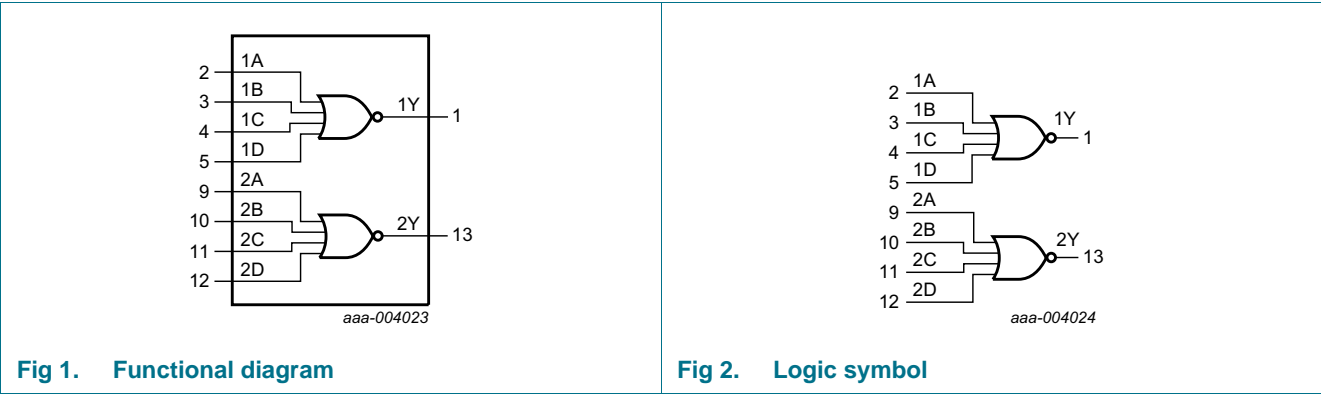 1A
2
1B
3
1Y
1
1C
4
1D
5
2A
9
2B
10
2Y
13
2C
11
2D
12
aaa-004023
Fig 1. Functional diagram
1A
2
1B
3
1Y
1
1C
4
1D
5
2A
9
2B
10
2Y
13
2C
11
2D
12
aaa-004024
Fig 2. Logic symbol